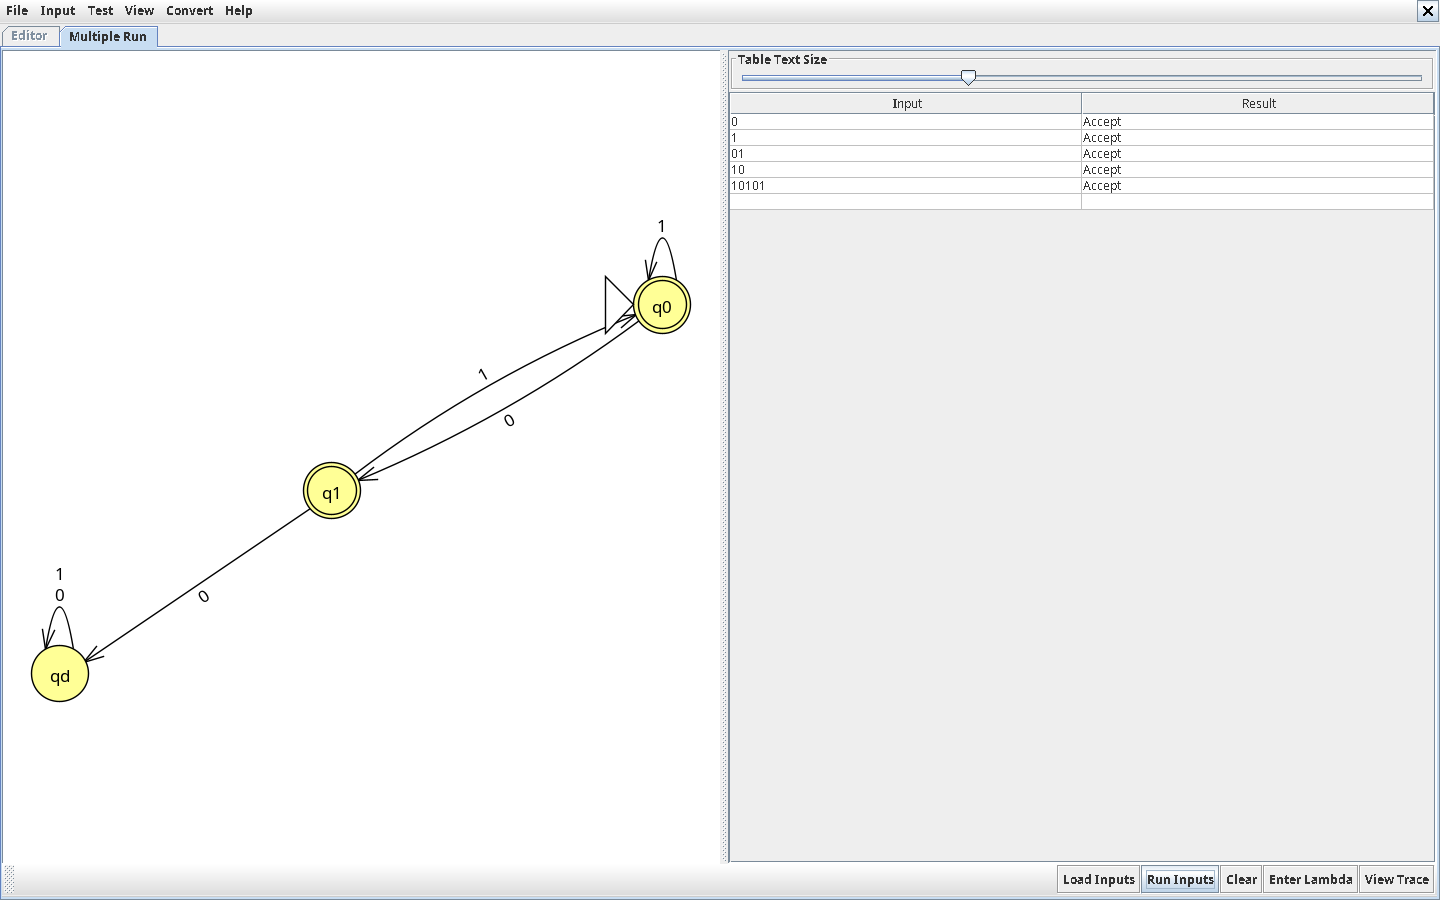 File Input Test View Convert Help
Editor Multiple Run
1
q0
1
0
q1
0
1
0
qd
Table Text Size
Input Result
0 Accept
1 Accept
01 Accept
10 Accept
10101 Accept
Load Inputs Run Inputs Clear Enter Lambda View Trace